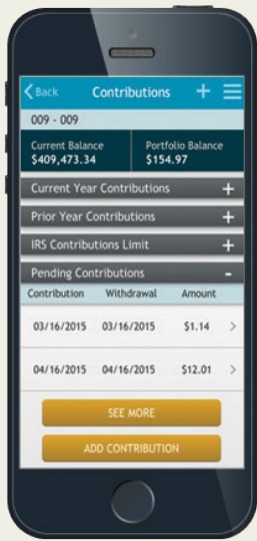 Back Contributions +
009 - 009
Current Balance Portfolio Balance
$409,473.34 $154.97
Current Year Contributions +
Prior Year Contributions +
IRS Contributions Limit +
Pending Contributions -
Contribution Withdrawal Amount
03/16/2015 03/16/2015 $1.14 >
04/16/2015 04/16/2015 $12.01 >
SEE MORE
ADD CONTRIBUTION